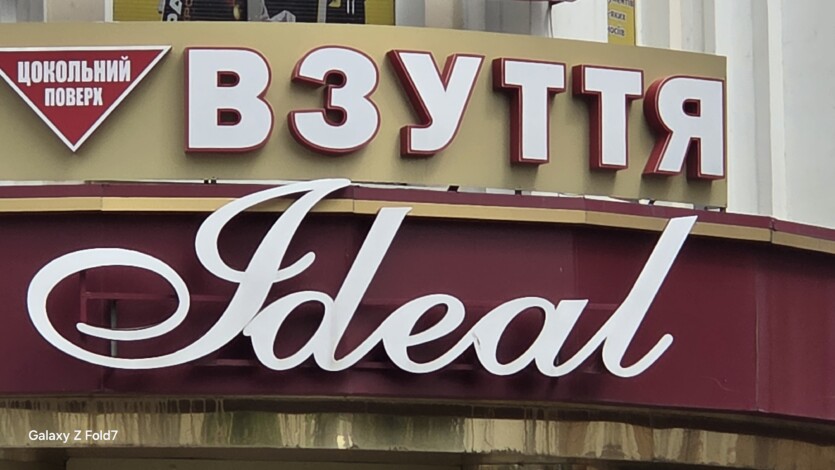 ЦОКОЛЬНИЙ
ПОВЕРХ
ВЗУТТЯ
Ideal
Galaxy Z Fold7